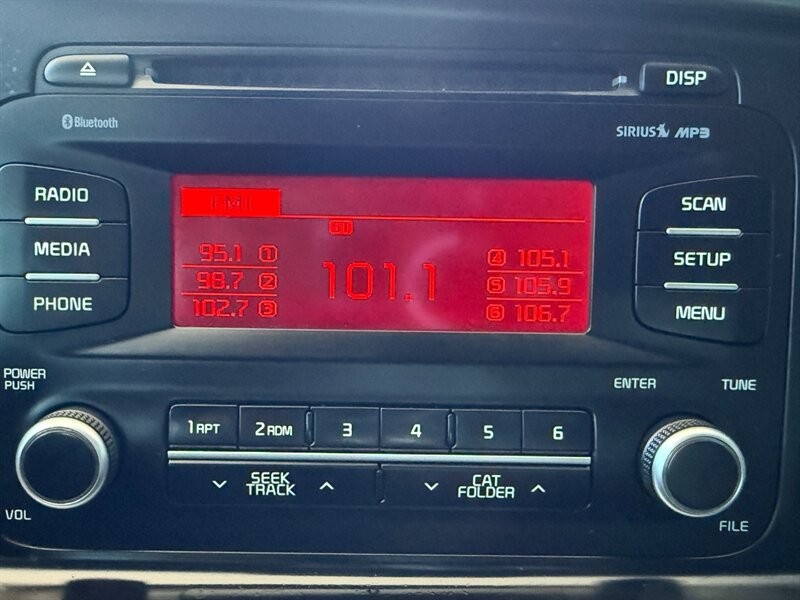 DISP
Bluetooth
SIRIUS MP3
RADIO
MEDIA
PHONE
FM1
95.1 1
98.7 2
102.7 3
101.1
4 105.1
5 105.9
6 106.7
SCAN
SETUP
MENU
POWER
PUSH
VOL
1 RPT
2 RDM
3
4
5
6
SEEK
TRACK
CAT
FOLDER
ENTER
TUNE
FILE